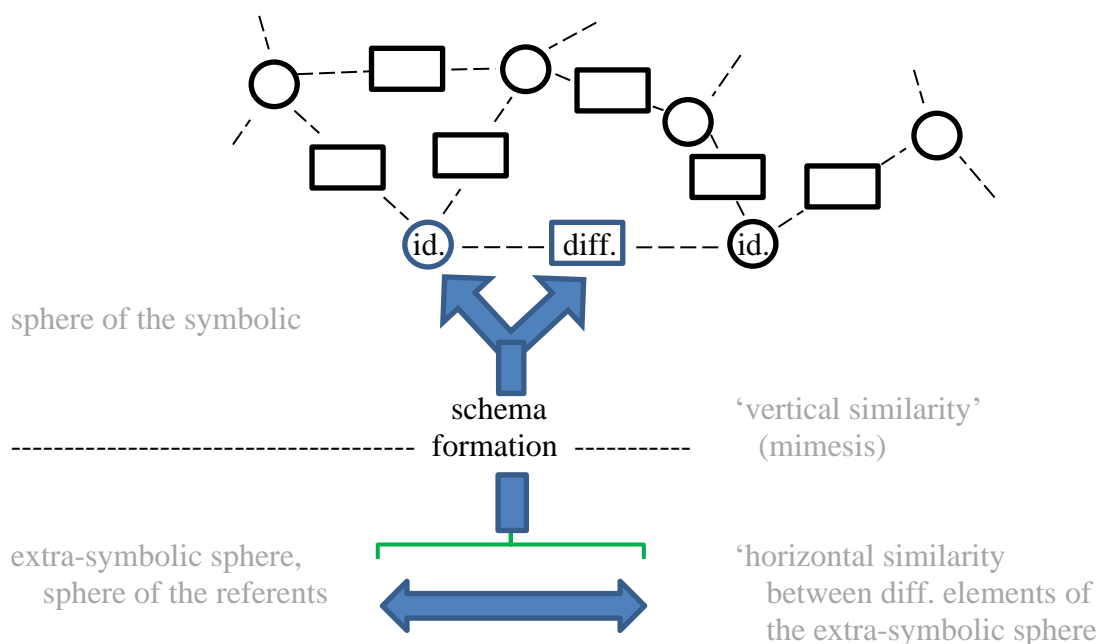 id.
diff.
id.
sphere of the symbolic
schema
formation
‘vertical similarity’
(mimesis)
extra-symbolic sphere,
sphere of the referents
‘horizontal similarity
between diff. elements of
the extra-symbolic sphere